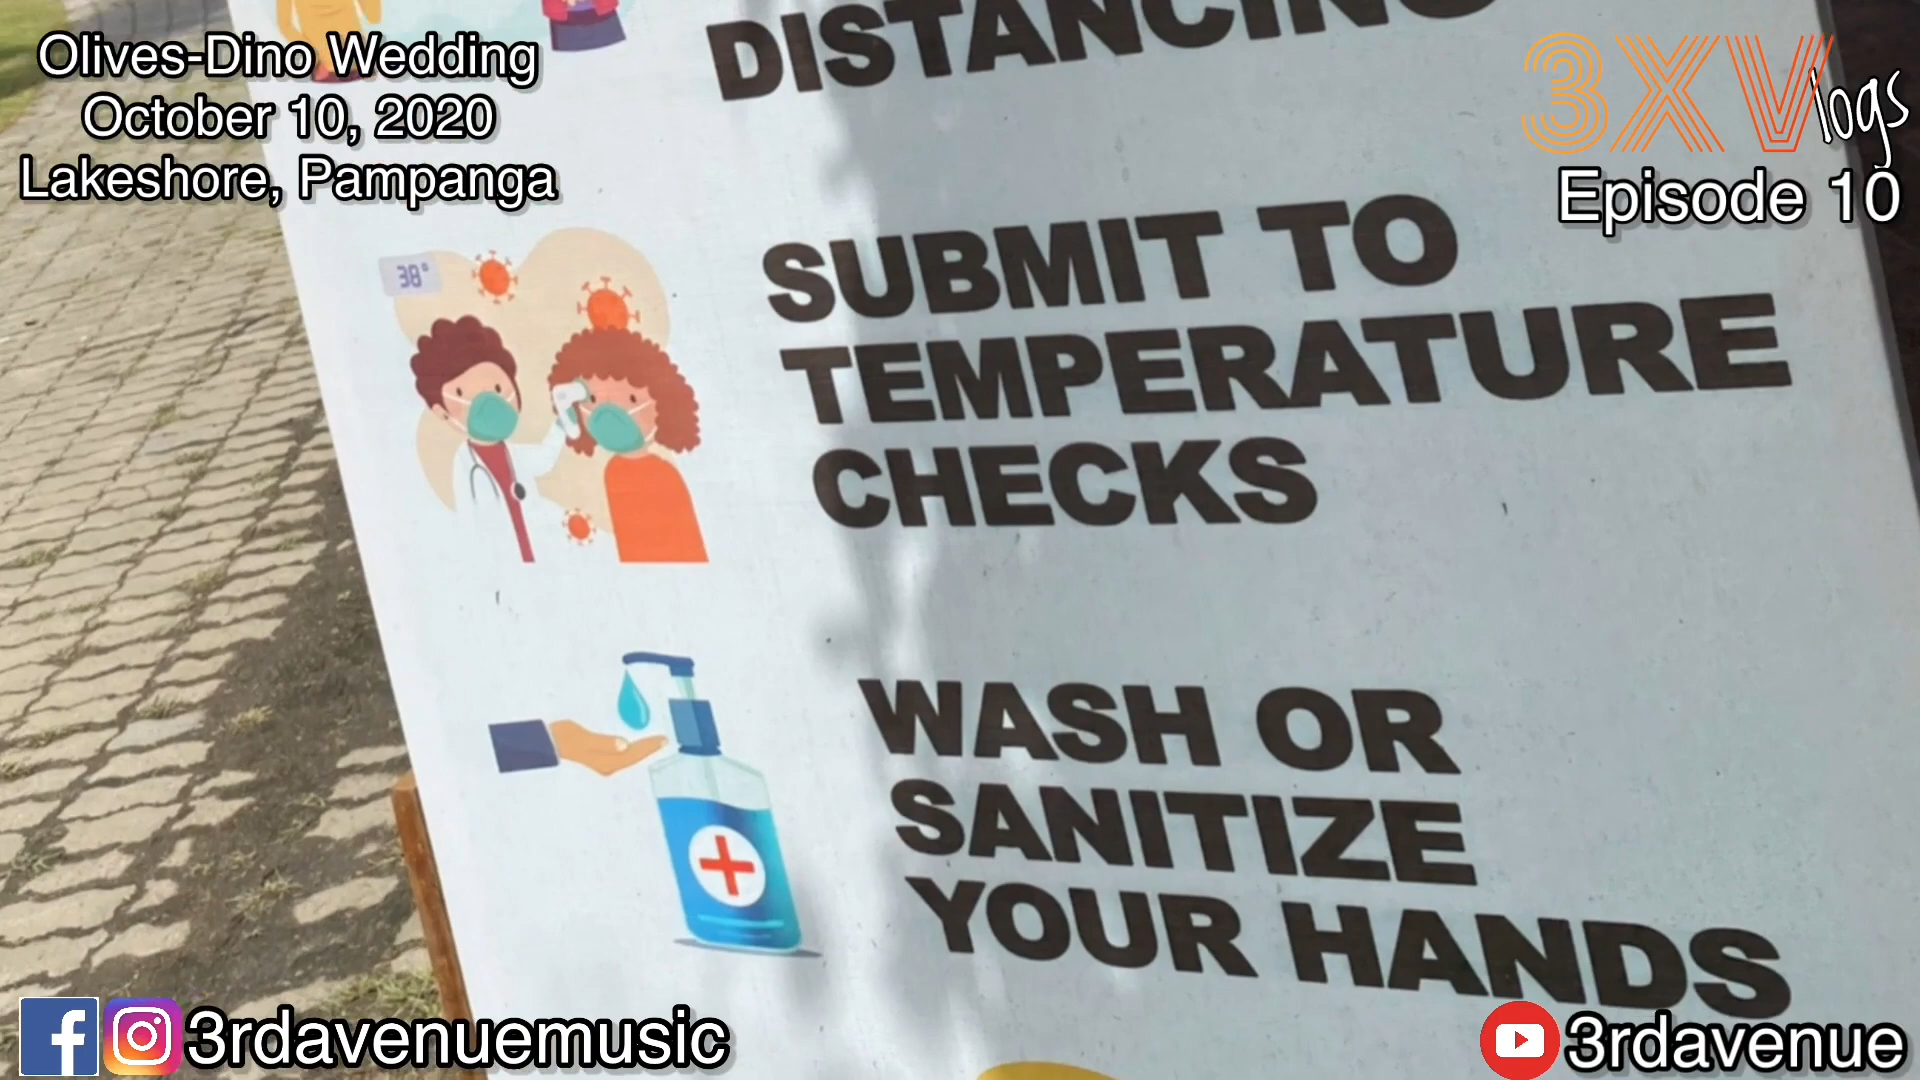 Olives-Dino Wedding
October 10, 2020
Lakeshore, Pampanga
3XVlogs
Episode 10
DISTANCING
38°
SUBMIT TO
TEMPERATURE
CHECKS
WASH OR
SANITIZE
YOUR HANDS
3rdavenuemusic
3rdavenue